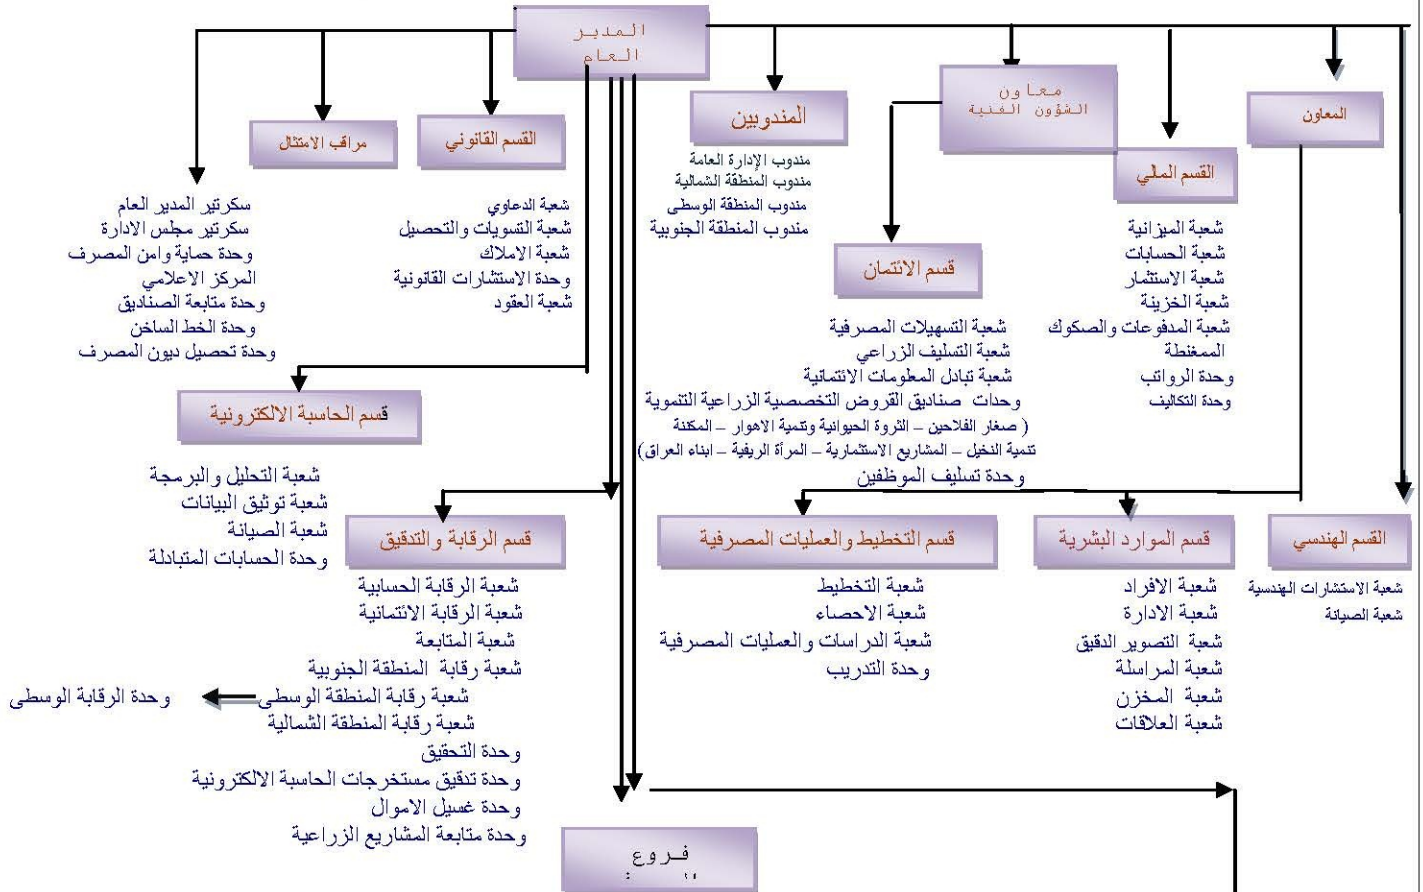 المدير
العام
المعاون
معاون
الشؤون الفنية
المندوبين
القسم القانوني
مراقب الامتثال
القسم المالي
مندوب الإدارة العامة
مندوب المنطقة الشمالية
مندوب المنطقة الوسطى
مندوب المنطقة الجنوبية
شعبة الدعاوي
شعبة التسويات والتحصيل
شعبة الاملاك
وحدة الاستشارات القانونية
شعبة العقود
سكرتير المدير العام
سكرتير مجلس الادارة
وحدة حماية وامن المصرف
المركز الاعلامي
وحدة متابعة الصناديق
وحدة الخط الساخن
وحدة تحصيل ديون المصرف
شعبة الميزانية
شعبة الحسابات
شعبة الاستثمار
شعبة الخزينة
شعبة المدفوعات والصكوك
الممغنطة
وحدة الرواتب
وحدة التكاليف
قسم الائتمان
شعبة التسهيلات المصرفية
شعبة التسليف الزراعي
شعبة تبادل المعلومات الائتمانية
وحدات صناديق القروض التخصصية الزراعية التنموية
( صغار الفلاحين – الثروة الحيوانية وتنمية الاهوار – المكننة
تنمية النخيل – المشاريع الاستثمارية – المرأة الريفية – ابناء العراق)
وحدة تسليف الموظفين
قسم الحاسبة الالكترونية
شعبة التحليل والبرمجة
شعبة توثيق البيانات
شعبة الصيانة
وحدة الحسابات المتبادلة
القسم الهندسي
شعبة الاستشارات الهندسية
شعبة الصيانة
قسم الموارد البشرية
شعبة الافراد
شعبة الادارة
شعبة التصوير الدقيق
شعبة المراسلة
شعبة المخزن
شعبة العلاقات
قسم التخطيط والعمليات المصرفية
شعبة التخطيط
شعبة الاحصاء
شعبة الدراسات والعمليات المصرفية
وحدة التدريب
قسم الرقابة والتدقيق
شعبة الرقابة الحسابية
شعبة الرقابة الائتمانية
شعبة المتابعة
شعبة رقابة المنطقة الجنوبية
شعبة رقابة المنطقة الوسطى
وحدة الرقابة الوسطى
شعبة رقابة المنطقة الشمالية
وحدة التحقيق
وحدة تدقيق مستخرجات الحاسبة الالكترونية
وحدة غسيل الاموال
وحدة متابعة المشاريع الزراعية
فروع